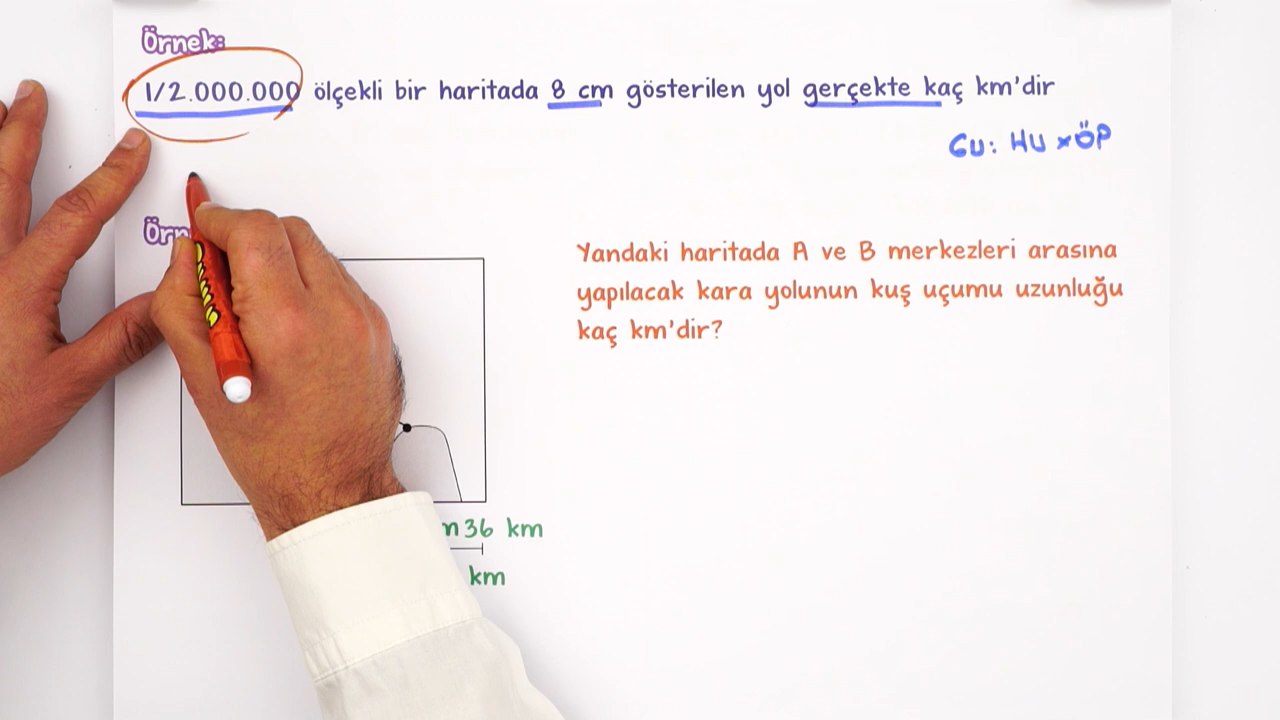 Örnek:
1/2.000.000 ölçekli bir haritada 8 cm gösterilen yol gerçekte kaç km'dir
GU: HU x ÖP
Yandaki haritada A ve B merkezleri arasına
yapılacak kara yolunun kuş uçumu uzunluğu
kaç km'dir?
36 km
km